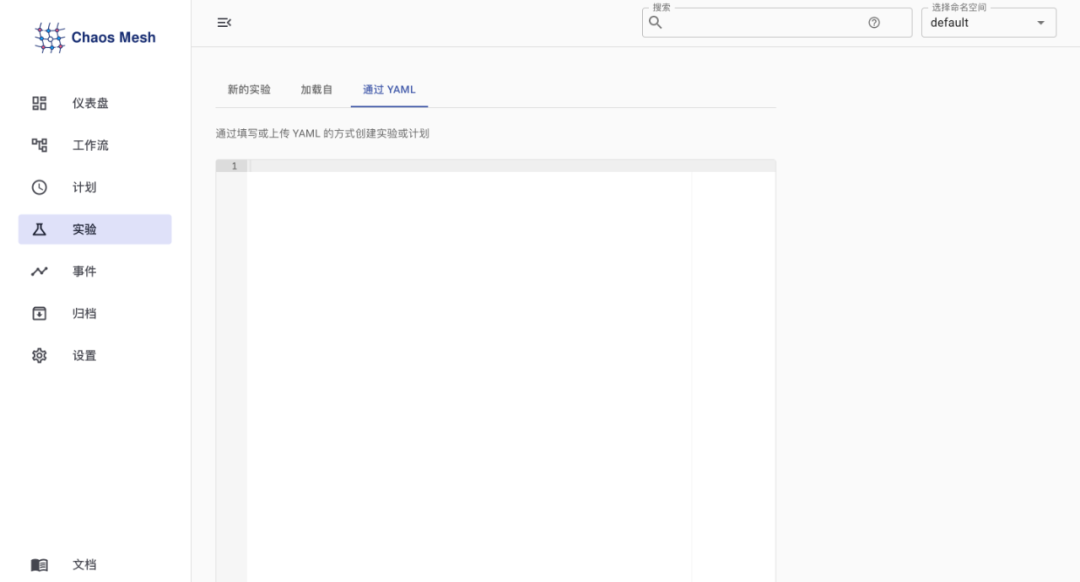 Chaos Mesh
仪表盘
工作流
计划
实验
事件
归档
设置
文档
搜索
选择命名空间
default
新的实验
加载自
通过 YAML
通过填写或上传 YAML 的方式创建实验或计划
1